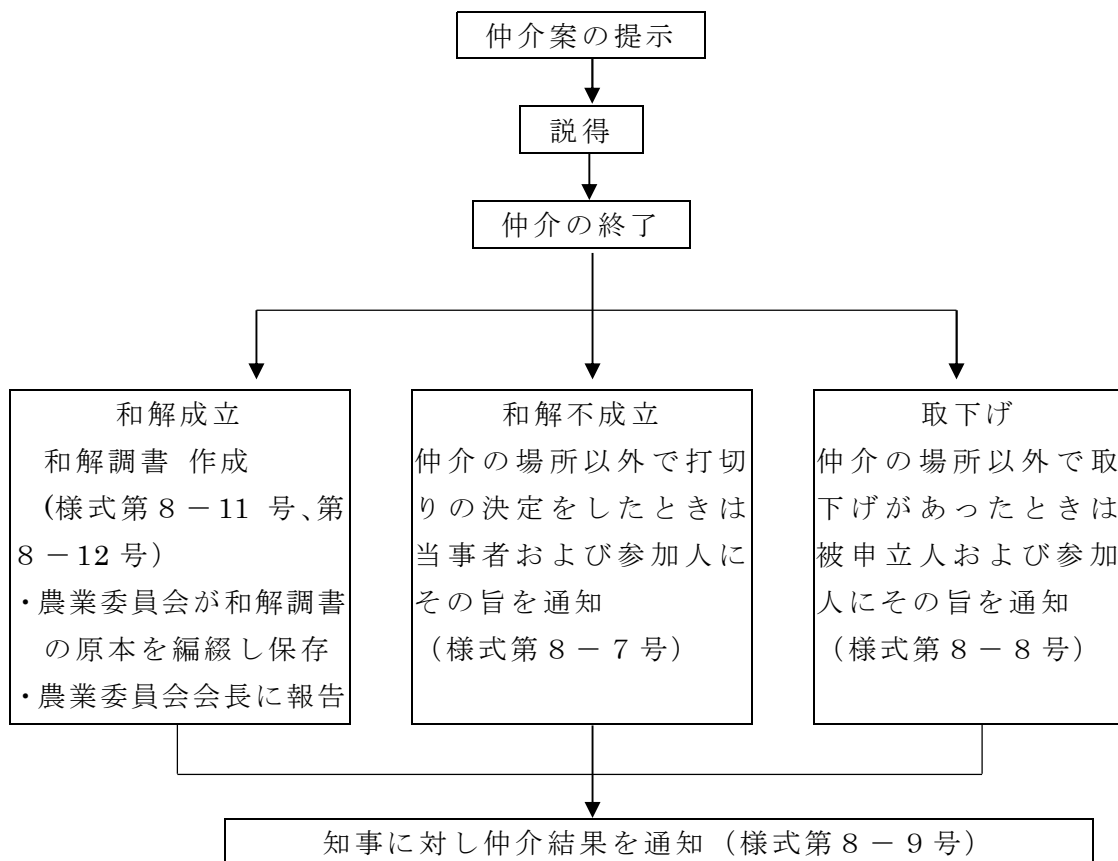 仲介案の提示
説得
仲介の終了
和解成立
和解調書 作成
(様式第8-11 号、第
8-12号)
・農業委員会が和解調書
の原本を編綴し保存
・農業委員会会長に報告
和解不成立
仲介の場所以外で打切
りの決定をしたときは
当事者および参加人に
その旨を通知
(様式第8-7号)
取下げ
仲介の場所以外で取
下げがあったときは
被申立人および参加
人にその旨を通知
(様式第8-8号)
知事に対し仲介結果を通知(様式第8-9号)